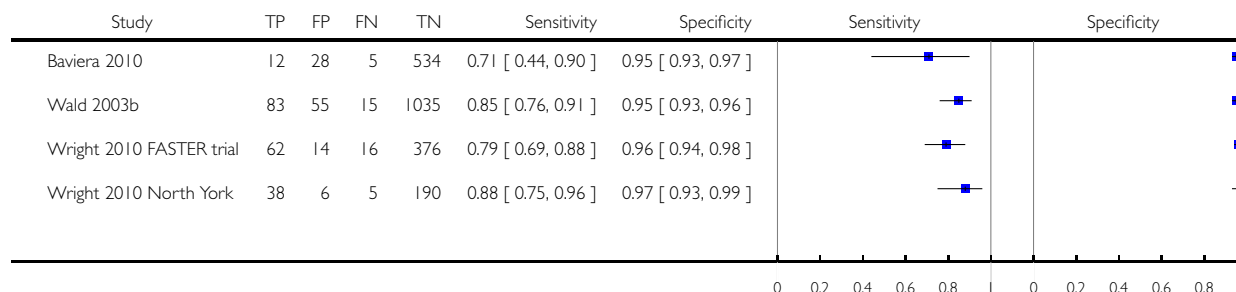 Study TP FP FN TN Sensitivity Specificity Sensitivity Specificity
Baviera 2010 12 28 5 534 0.71 [ 0.44, 0.90 ] 0.95 [ 0.93, 0.97 ]
Wald 2003b 83 55 15 1035 0.85 [ 0.76, 0.91 ] 0.95 [ 0.93, 0.96 ]
Wright 2010 FASTER trial 62 14 16 376 0.79 [ 0.69, 0.88 ] 0.96 [ 0.94, 0.98 ]
Wright 2010 North York 38 6 5 190 0.88 [ 0.75, 0.96 ] 0.97 [ 0.93, 0.99 ]
0 0.2 0.4 0.6 0.8 1 0 0.2 0.4 0.6 0.8